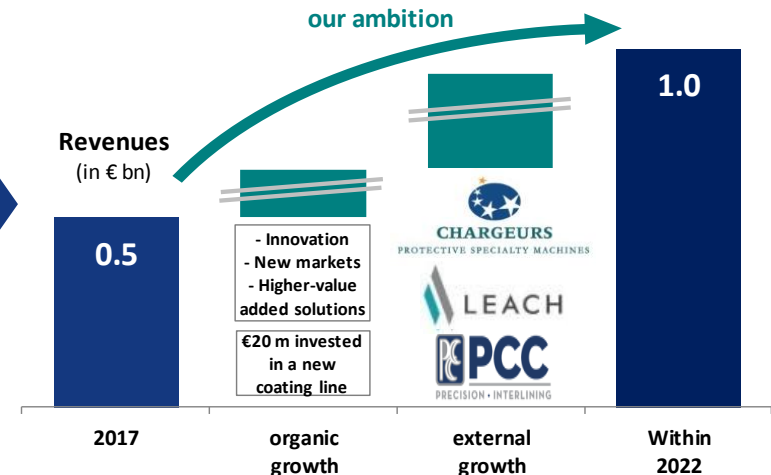 our ambition
Revenues
(in € bn)
0.5
1.0
- Innovation
- New markets
- Higher-value
added solutions
€20 m invested
in a new
coating line
CHARGEURS
PROTECTIVE SPECIALTY MACHINES
LEACH
PCC
PCC
PRECISION • INTERLINING
2017
organic
growth
external
growth
Within
2022